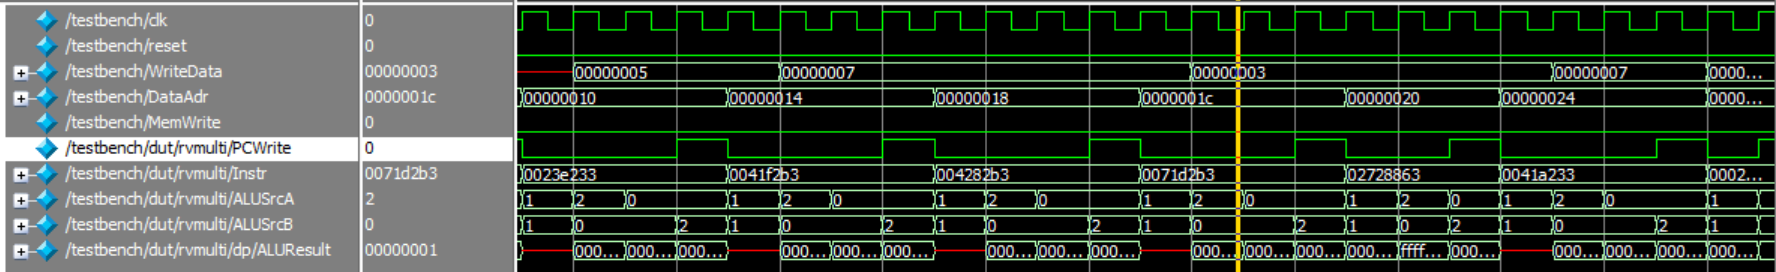 /testbench/clk 0
/testbench/reset 0
/testbench/WriteData 00000003 00000005 00000007 00000003 00000007 0000...
/testbench/DataAdr 0000001c 00000010 00000014 00000018 0000001c 00000020 00000024 0000...
/testbench/MemWrite 0
/testbench/dut/rvmulti/PCWrite 0
/testbench/dut/rvmulti/Instr 0071d2b3 0023e233 0041f2b3 004282b3 0071d2b3 02728863 0041a233 0002...
/testbench/dut/rvmulti/ALUSrcA 2 1 2 0 1 2 0 1 2 0 1 2 0 1 2 0 1 2 0 1
/testbench/dut/rvmulti/ALUSrcB 0 1 0 2 1 0 2 1 0 2 1 0 2 1 0 2 1 0 2 1
/testbench/dut/rvmulti/dp/ALUResult 00000001 000... 000... 000... 000... 000... 000... 000... 000... 000... 000... 000... 000... 000... 000... 000... ffff... 000... 000... 000... 000... 000...